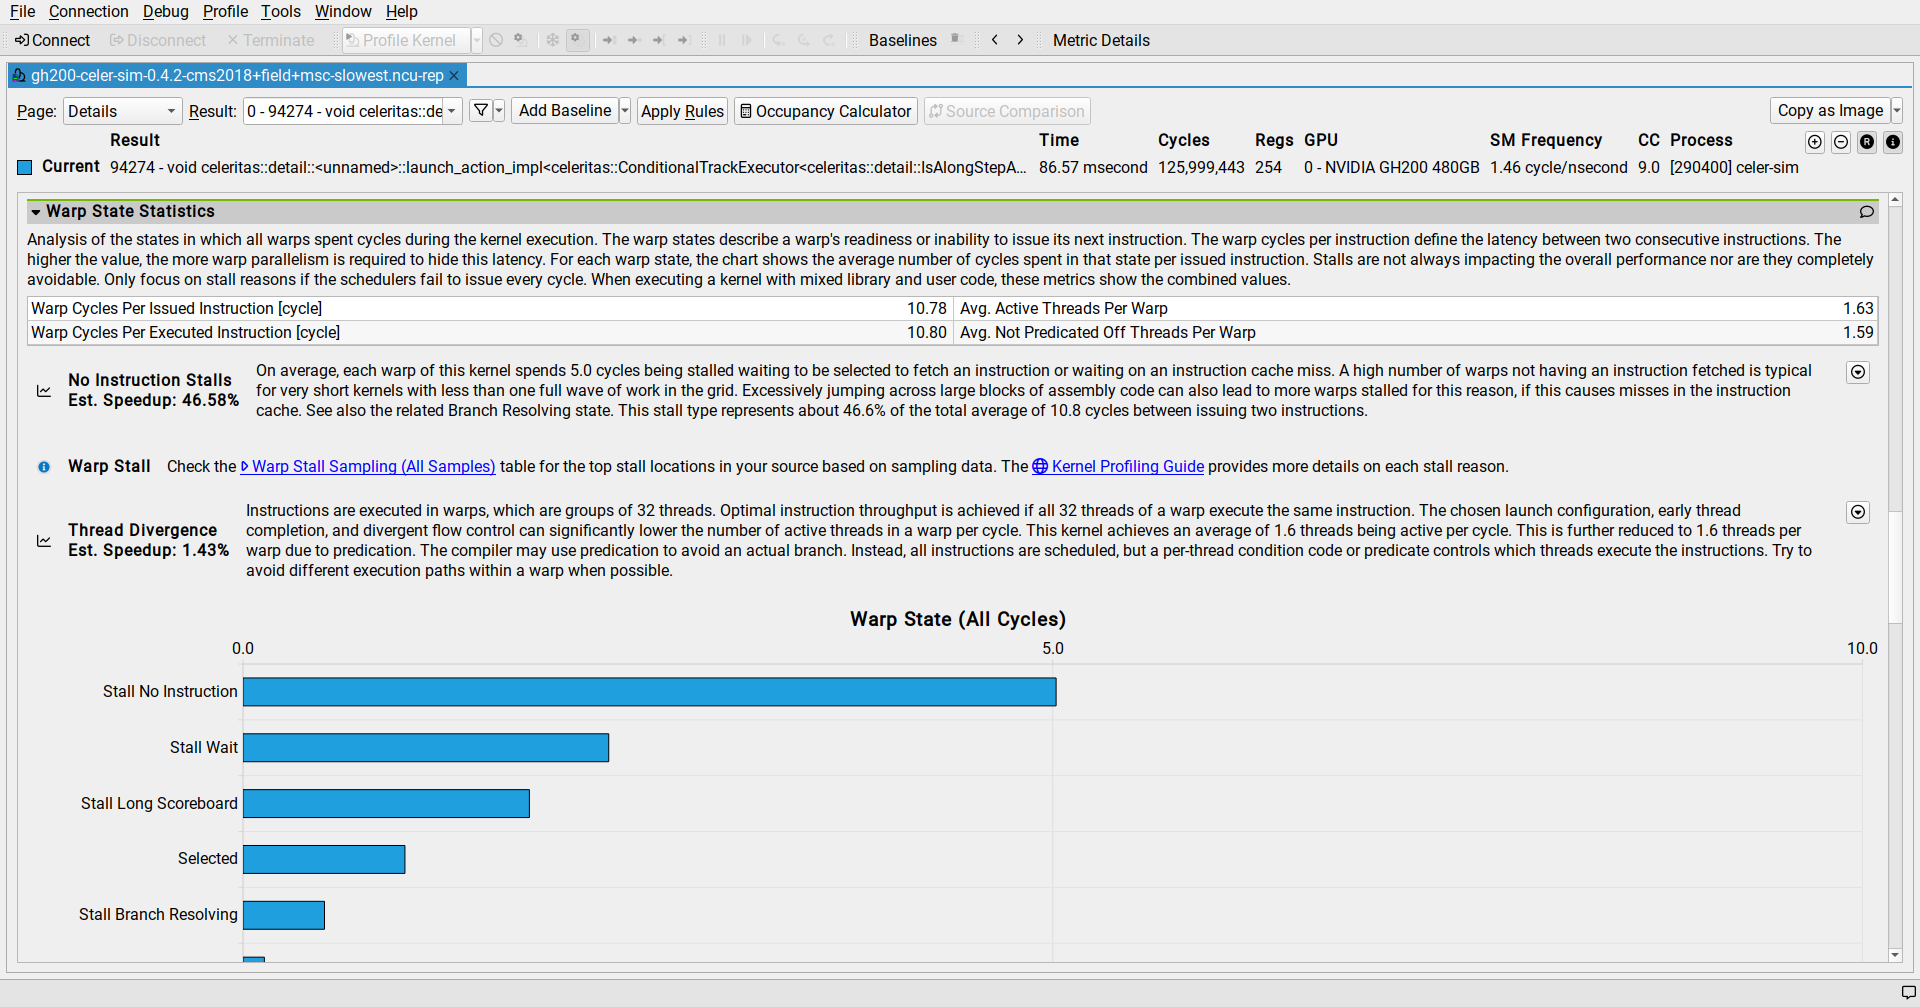 File Connection Debug Profile Tools Window Help
Connect Disconnect Terminate Profile Kernel Baselines Metric Details
gh200-celer-sim-0.4.2-cms2018+field+msc-slowest.ncu-rep
Page: Details Result: 0 - 94274 - void celeritas::de Add Baseline Apply Rules Occupancy Calculator Source Comparison Copy as Image
Result Time Cycles Regs GPU SM Frequency CC Process
Current 94274 - void celeritas::detail::<unnamed>::launch_action_impl<celeritas::ConditionalTrackExecutor<celeritas::detail::IsAlongStepA... 86.57 msecond 125,999,443 254 0 - NVIDIA GH200 480GB 1.46 cycle/nsecond 9.0 [290400] celer-sim
Warp State Statistics
Analysis of the states in which all warps spent cycles during the kernel execution. The warp states describe a warp's readiness or inability to issue its next instruction. The warp cycles per instruction define the latency between two consecutive instructions. The
higher the value, the more warp parallelism is required to hide this latency. For each warp state, the chart shows the average number of cycles spent in that state per issued instruction. Stalls are not always impacting the overall performance nor are they completely
avoidable. Only focus on stall reasons if the schedulers fail to issue every cycle. When executing a kernel with mixed library and user code, these metrics show the combined values.
Warp Cycles Per Issued Instruction [cycle] 10.78 Avg. Active Threads Per Warp 1.63
Warp Cycles Per Executed Instruction [cycle] 10.80 Avg. Not Predicated Off Threads Per Warp 1.59
No Instruction Stalls
Est. Speedup: 46.58%
On average, each warp of this kernel spends 5.0 cycles being stalled waiting to be selected to fetch an instruction or waiting on an instruction cache miss. A high number of warps not having an instruction fetched is typical
for very short kernels with less than one full wave of work in the grid. Excessively jumping across large blocks of assembly code can also lead to more warps stalled for this reason, if this causes misses in the instruction
cache. See also the related Branch Resolving state. This stall type represents about 46.6% of the total average of 10.8 cycles between issuing two instructions.
Warp Stall Check the Warp Stall Sampling (All Samples) table for the top stall locations in your source based on sampling data. The Kernel Profiling Guide provides more details on each stall reason.
Thread Divergence
Est. Speedup: 1.43%
Instructions are executed in warps, which are groups of 32 threads. Optimal instruction throughput is achieved if all 32 threads of a warp execute the same instruction. The chosen launch configuration, early thread
completion, and divergent flow control can significantly lower the number of active threads in a warp per cycle. This kernel achieves an average of 1.6 threads being active per cycle. This is further reduced to 1.6 threads per
warp due to predication. The compiler may use predication to avoid an actual branch. Instead, all instructions are scheduled, but a per-thread condition code or predicate controls which threads execute the instructions. Try to
avoid different execution paths within a warp when possible.
Warp State (All Cycles)
0.0 5.0 10.0
Stall No Instruction
Stall Wait
Stall Long Scoreboard
Selected
Stall Branch Resolving